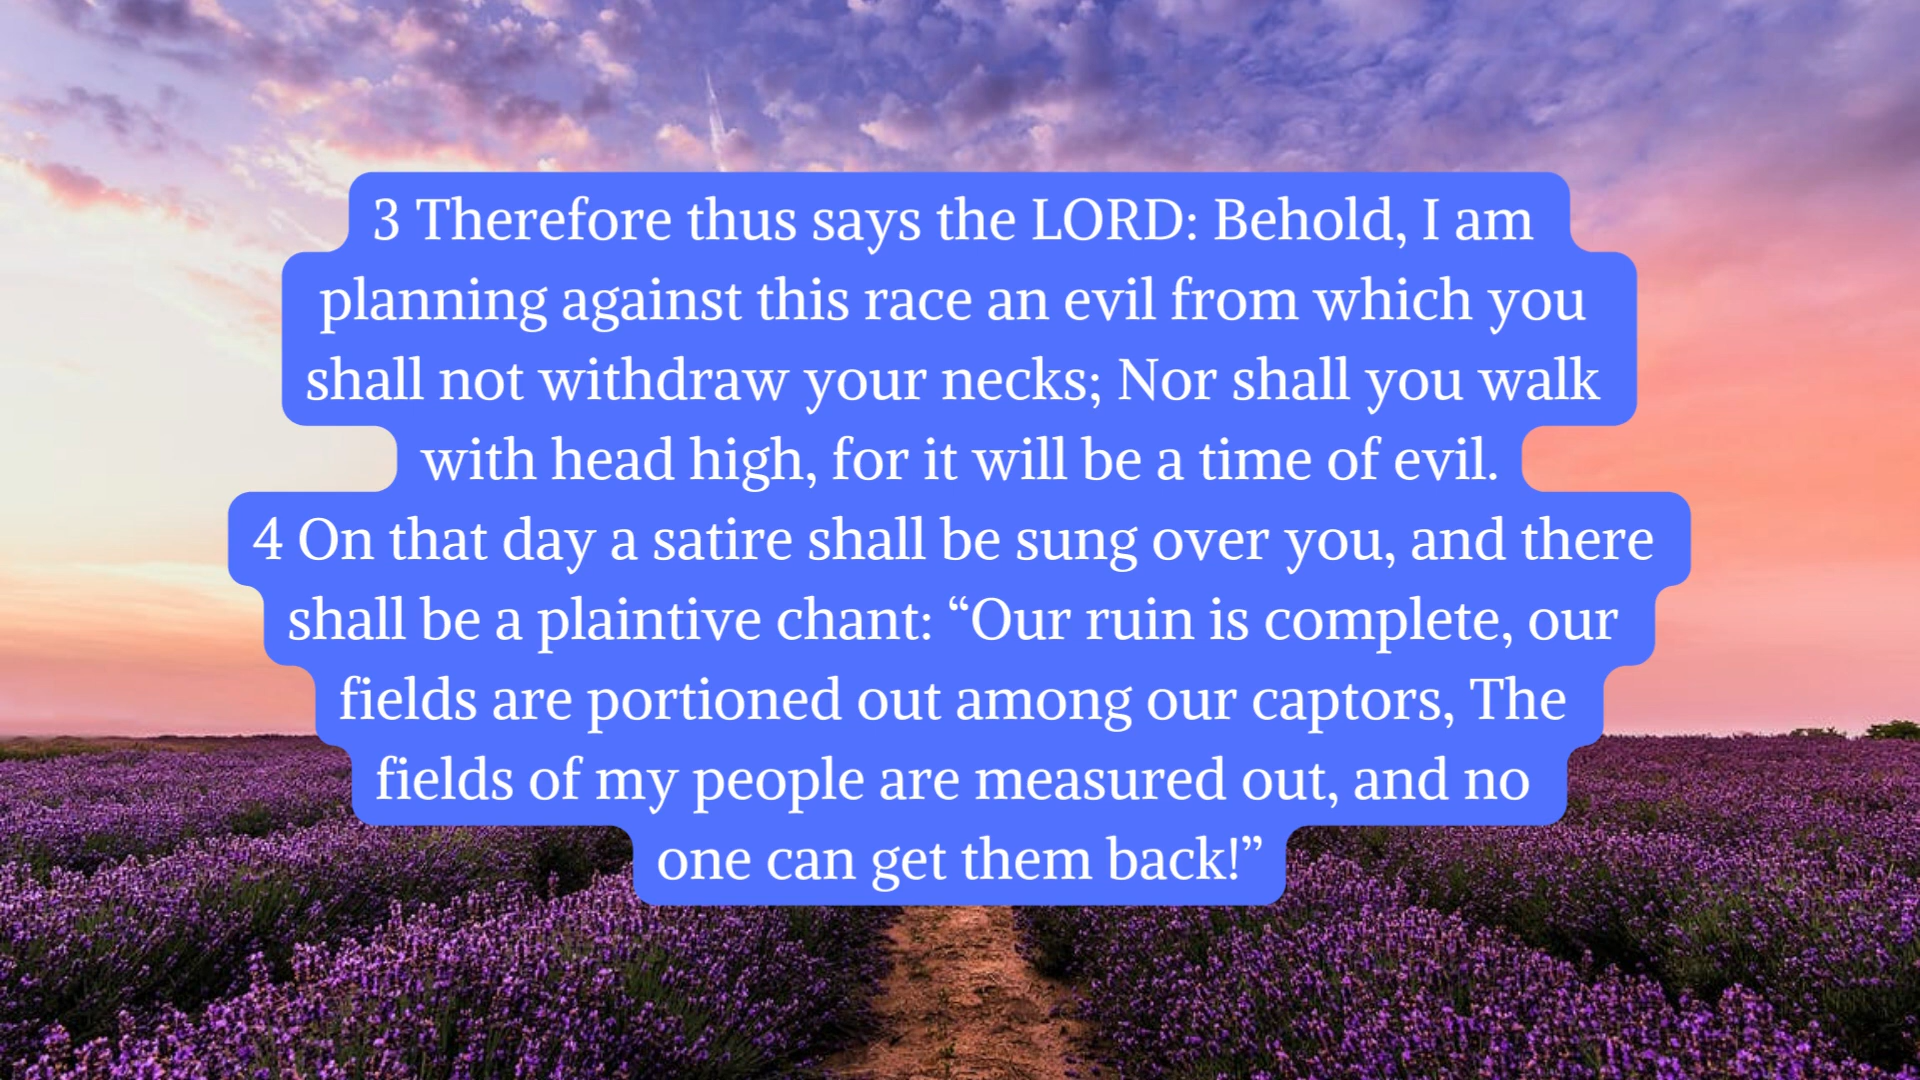 3 Therefore thus says the LORD: Behold, I am
planning against this race an evil from which you
shall not withdraw your necks; Nor shall you walk
with head high, for it will be a time of evil.
4 On that day a satire shall be sung over you, and there
shall be a plaintive chant: “Our ruin is complete, our
fields are portioned out among our captors, The
fields of my people are measured out, and no
one can get them back!”